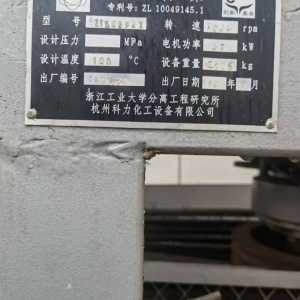 专利号: ZL 10049145.1
型号 转速 rpm
设计压力 MPa 电机功率 kW
设计温度 105 °C 设备重量 kg
出厂编号 出厂日期 年 月
浙江工业大学分离工程研究所
杭州科力化工设备有限公司